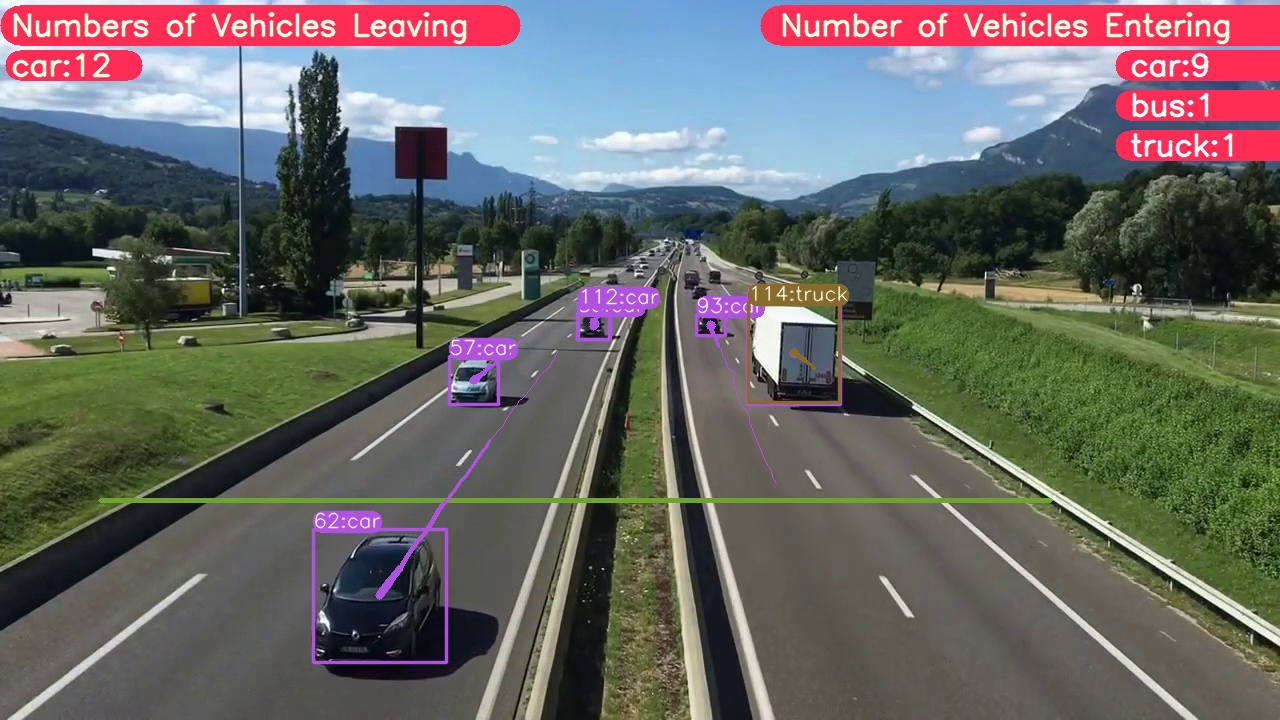 Numbers of Vehicles Leaving
car:12
Number of Vehicles Entering
car:9
bus:1
truck:1
112:car
93:car
114:truck
57:car
62:car